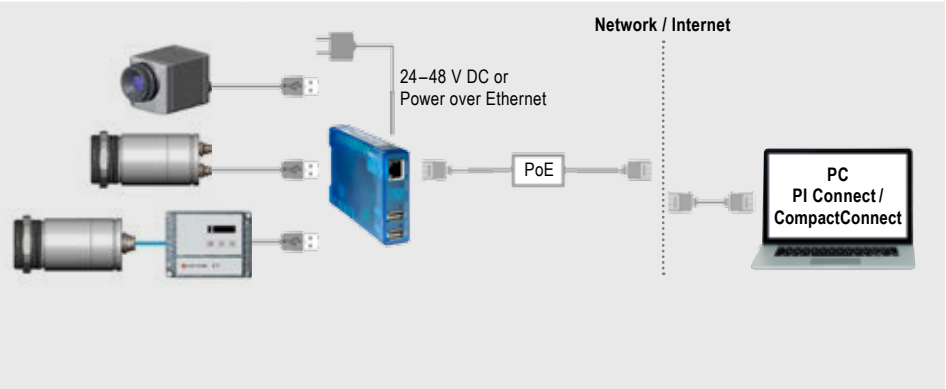 Network / Internet
24–48 V DC or
Power over Ethernet
PoE
PC
PI Connect /
CompactConnect